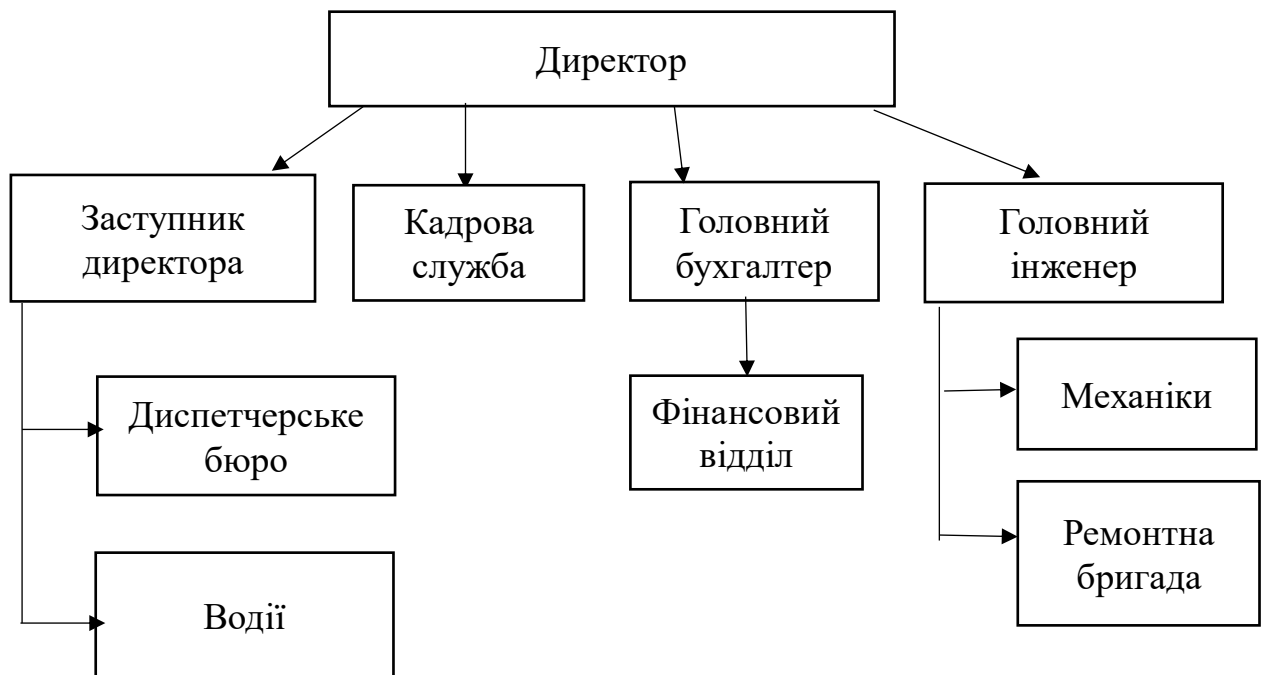 Директор
Заступник
директора
Кадрова
служба
Головний
бухгалтер
Головний
інженер
Диспетчерське
бюро
Водії
Фінансовий
відділ
Механіки
Ремонтна
бригада